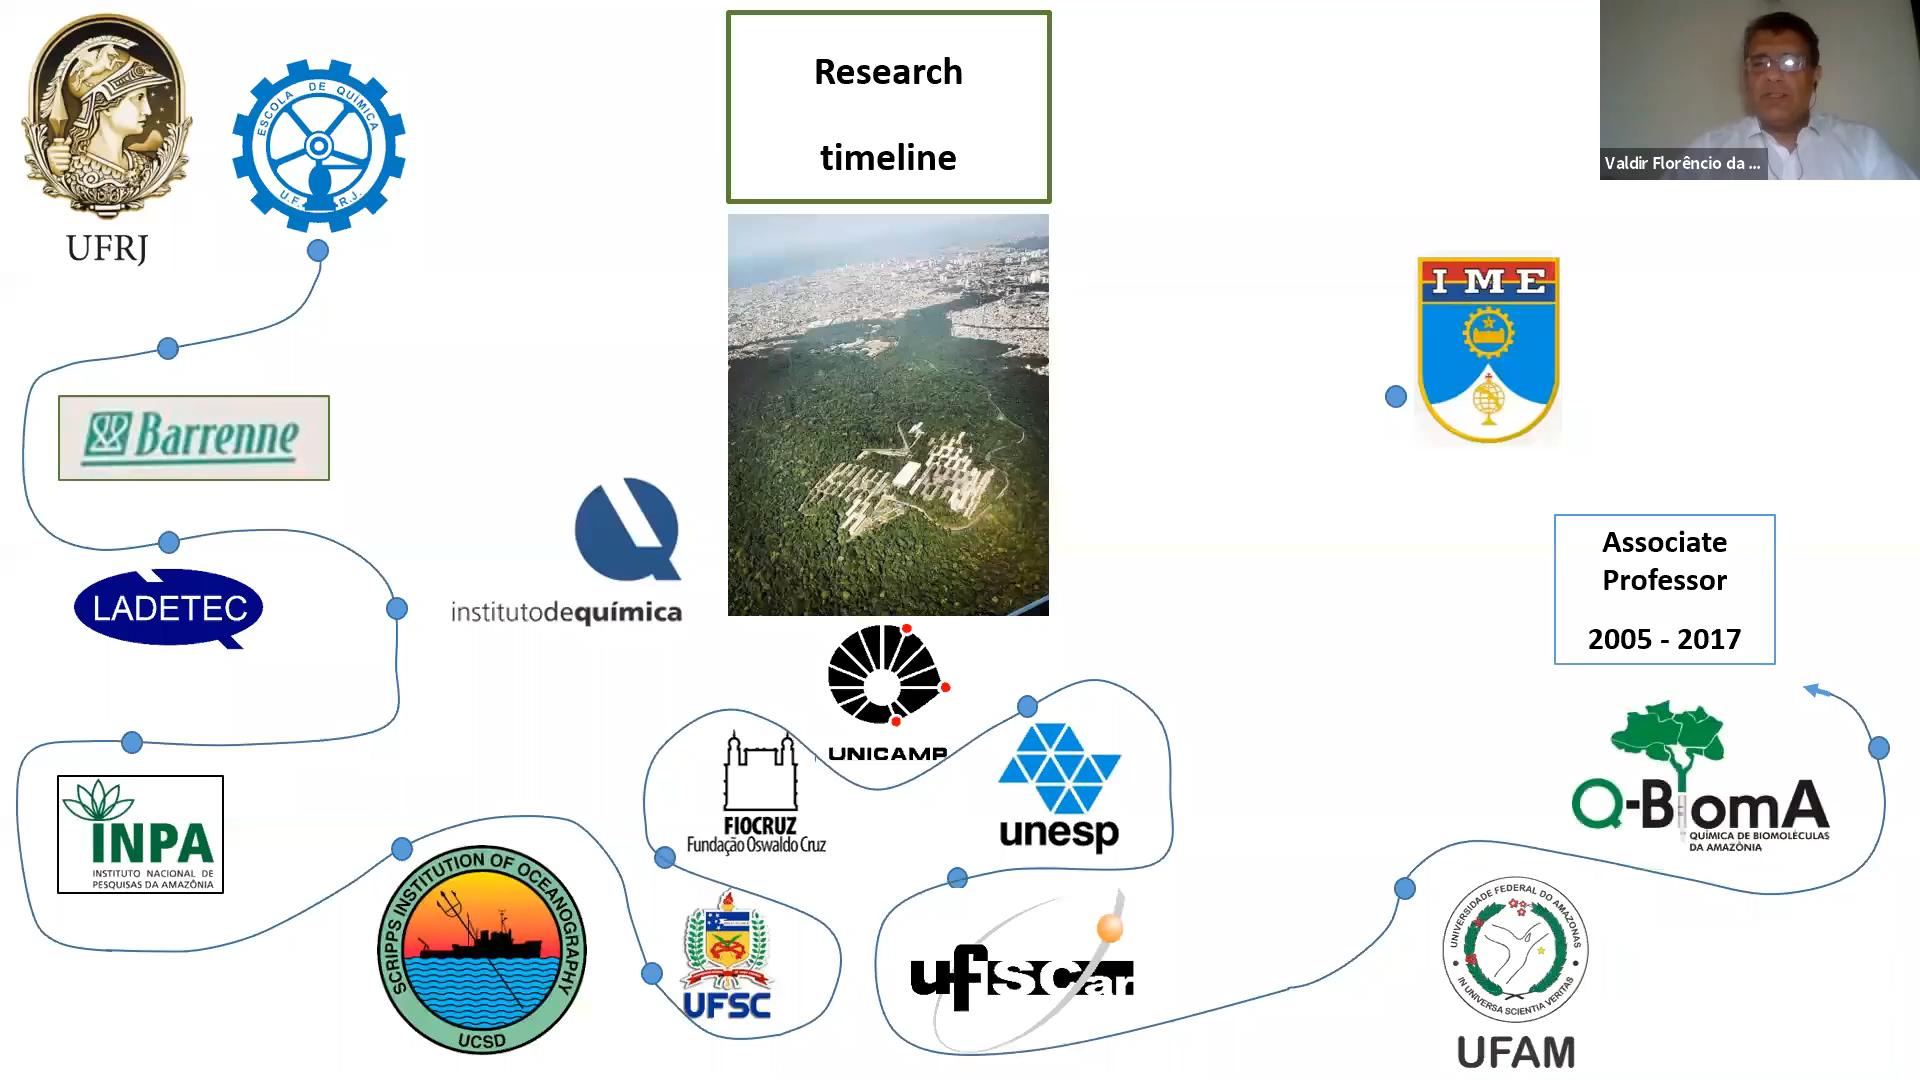 Research
timeline
Valdir Florêncio da ...
UFRJ
ESCOLA DE QUÍMICA
U.F.R.J.
IME
Barrenne
LADETEC
institutodequímica
Associate
Professor
2005 - 2017
UNICAMP
FIOCRUZ
Fundação Oswaldo Cruz
unesp
Q-BiomA
QUÍMICA DE BIOMOLÉCULAS
DA AMAZÔNIA
INPA
INSTITUTO NACIONAL DE
PESQUISAS DA AMAZÔNIA
SCRIPPS INSTITUTION OF OCEANOGRAPHY
UCSD
UFSC
ufscar
UNIVERSIDADE FEDERAL DO AMAZONAS
IN UNIVERSA SCIENTIA VERITAS
UFAM